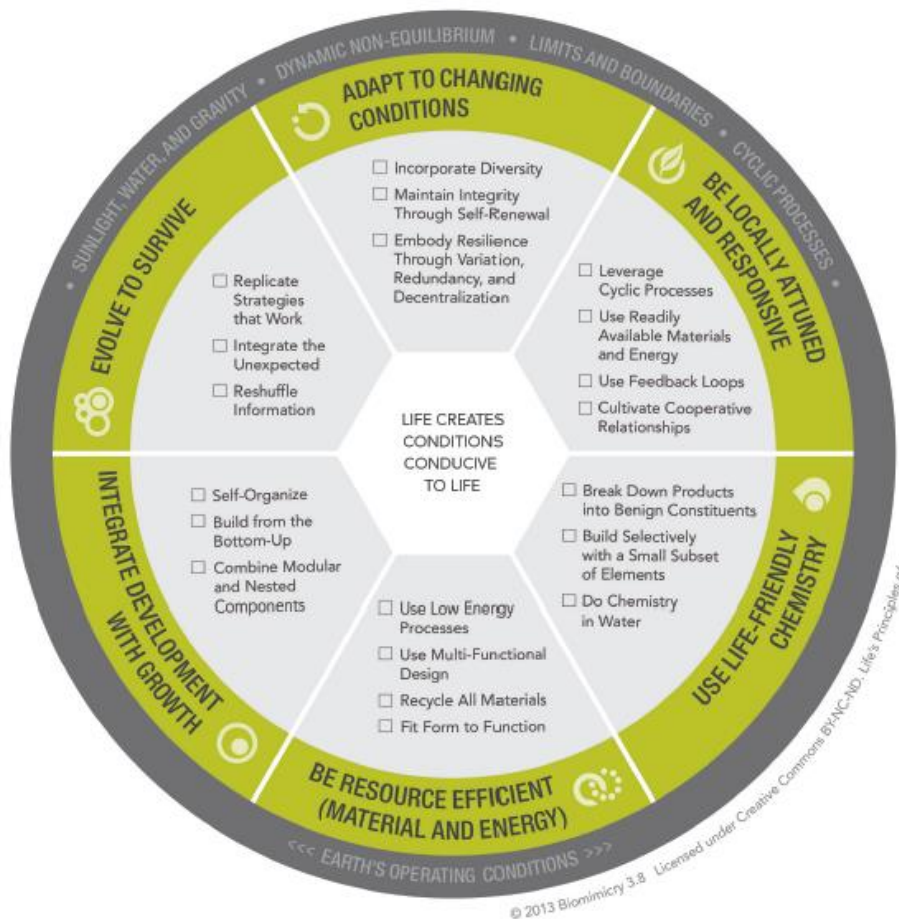 • SUNLIGHT, WATER, AND GRAVITY • DYNAMIC NON-EQUILIBRIUM • LIMITS AND BOUNDARIES • CYCLIC PROCESSES •
ADAPT TO CHANGING
CONDITIONS
Incorporate Diversity
Maintain Integrity
Through Self-Renewal
Embody Resilience
Through Variation,
Redundancy, and
Decentralization
BE LOCALLY ATTUNED
AND RESPONSIVE
Leverage
Cyclic Processes
Use Readily
Available Materials
and Energy
Use Feedback Loops
Cultivate Cooperative
Relationships
USE LIFE-FRIENDLY
CHEMISTRY
Break Down Products
into Benign Constituents
Build Selectively
with a Small Subset
of Elements
Do Chemistry
in Water
BE RESOURCE EFFICIENT
(MATERIAL AND ENERGY)
Use Low Energy
Processes
Use Multi-Functional
Design
Recycle All Materials
Fit Form to Function
INTEGRATE DEVELOPMENT
WITH GROWTH
Self-Organize
Build from the
Bottom-Up
Combine Modular
and Nested
Components
EVOLVE TO SURVIVE
Replicate
Strategies
that Work
Integrate the
Unexpected
Reshuffle
Information
LIFE CREATES
CONDITIONS
CONDUCIVE
TO LIFE
<<< EARTH'S OPERATING CONDITIONS >>>
© 2013 Biomimicry 3.8 Licensed under Creative Commons BY-NC-ND. Life's Principles of